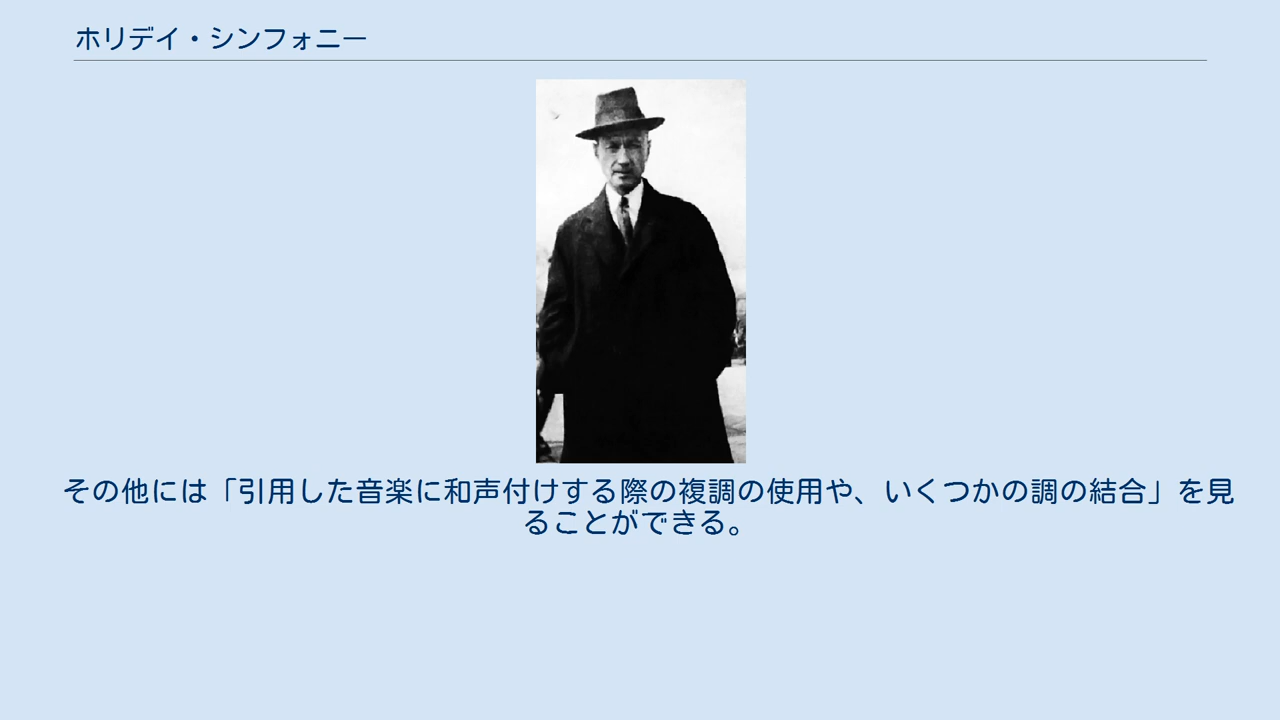 ホリデイ・シンフォニー
その他には「引用した音楽に和声付けする際の複調の使用や、いくつかの調の結合」を見
ることができる。